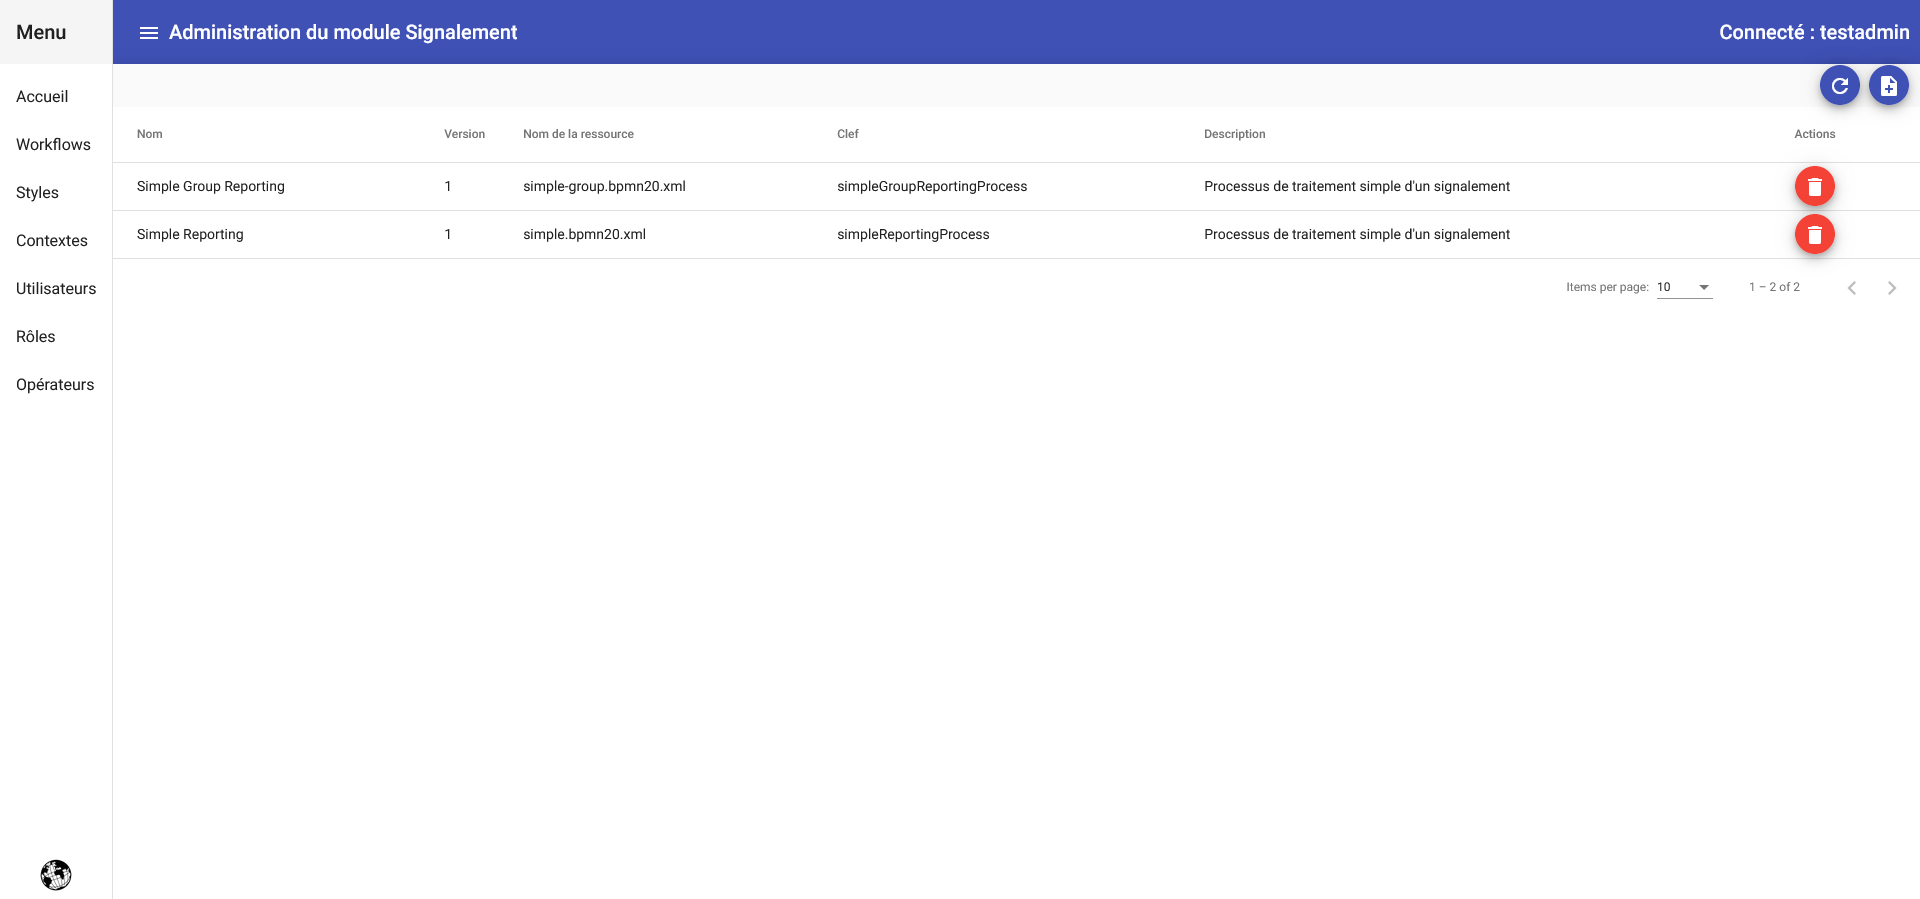 Menu
Administration du module Signalement
Connecté : testadmin
Accueil
Workflows
Styles
Contextes
Utilisateurs
Rôles
Opérateurs
Nom Version Nom de la ressource Clef Description Actions
Simple Group Reporting 1 simple-group.bpmn20.xml simpleGroupReportingProcess Processus de traitement simple d'un signalement
Simple Reporting 1 simple.bpmn20.xml simpleReportingProcess Processus de traitement simple d'un signalement
Items per page: 10 1 – 2 of 2